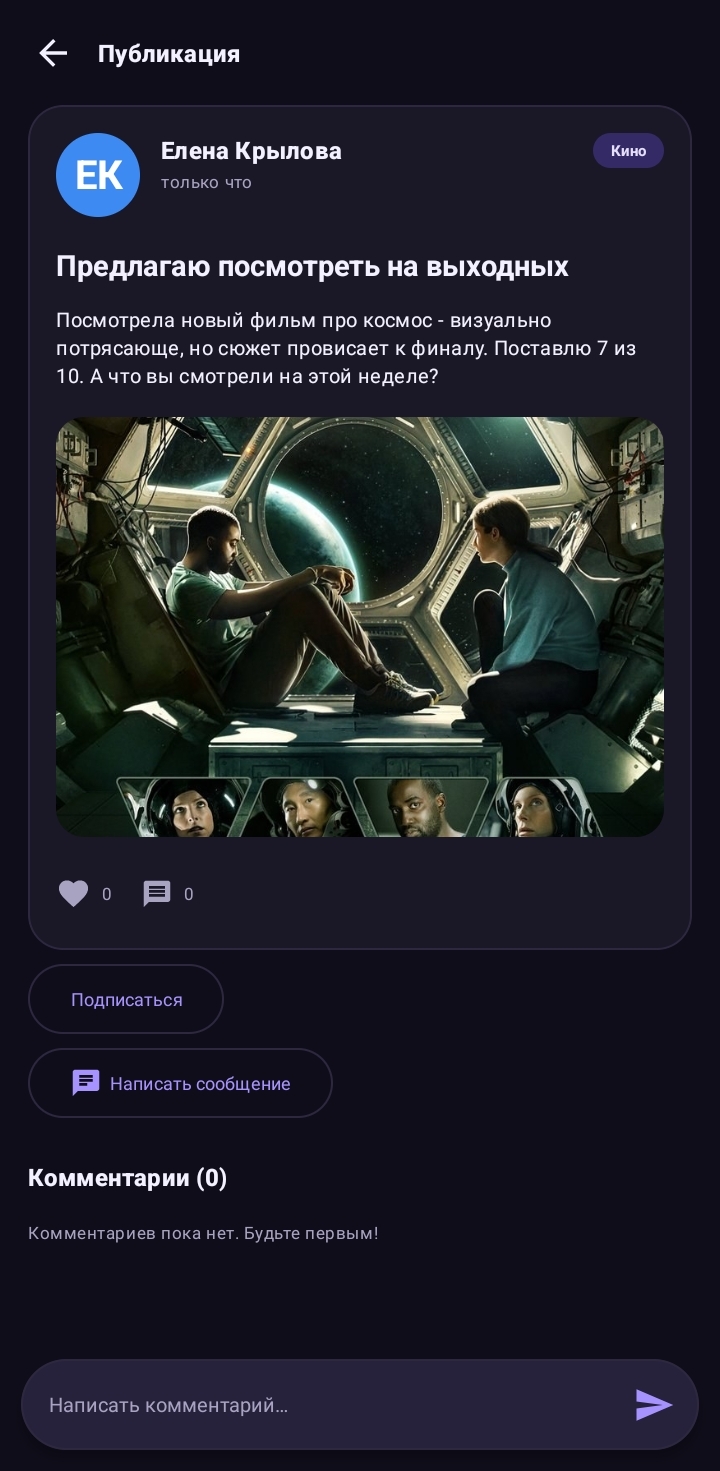 Публикация
ЕК
Елена Крылова
только что
Кино
Предлагаю посмотреть на выходных
Посмотрела новый фильм про космос - визуально
потрясающе, но сюжет провисает к финалу. Поставлю 7 из
10. А что вы смотрели на этой неделе?
0
0
Подписаться
Написать сообщение
Комментарии (0)
Комментариев пока нет. Будьте первым!
Написать комментарий...